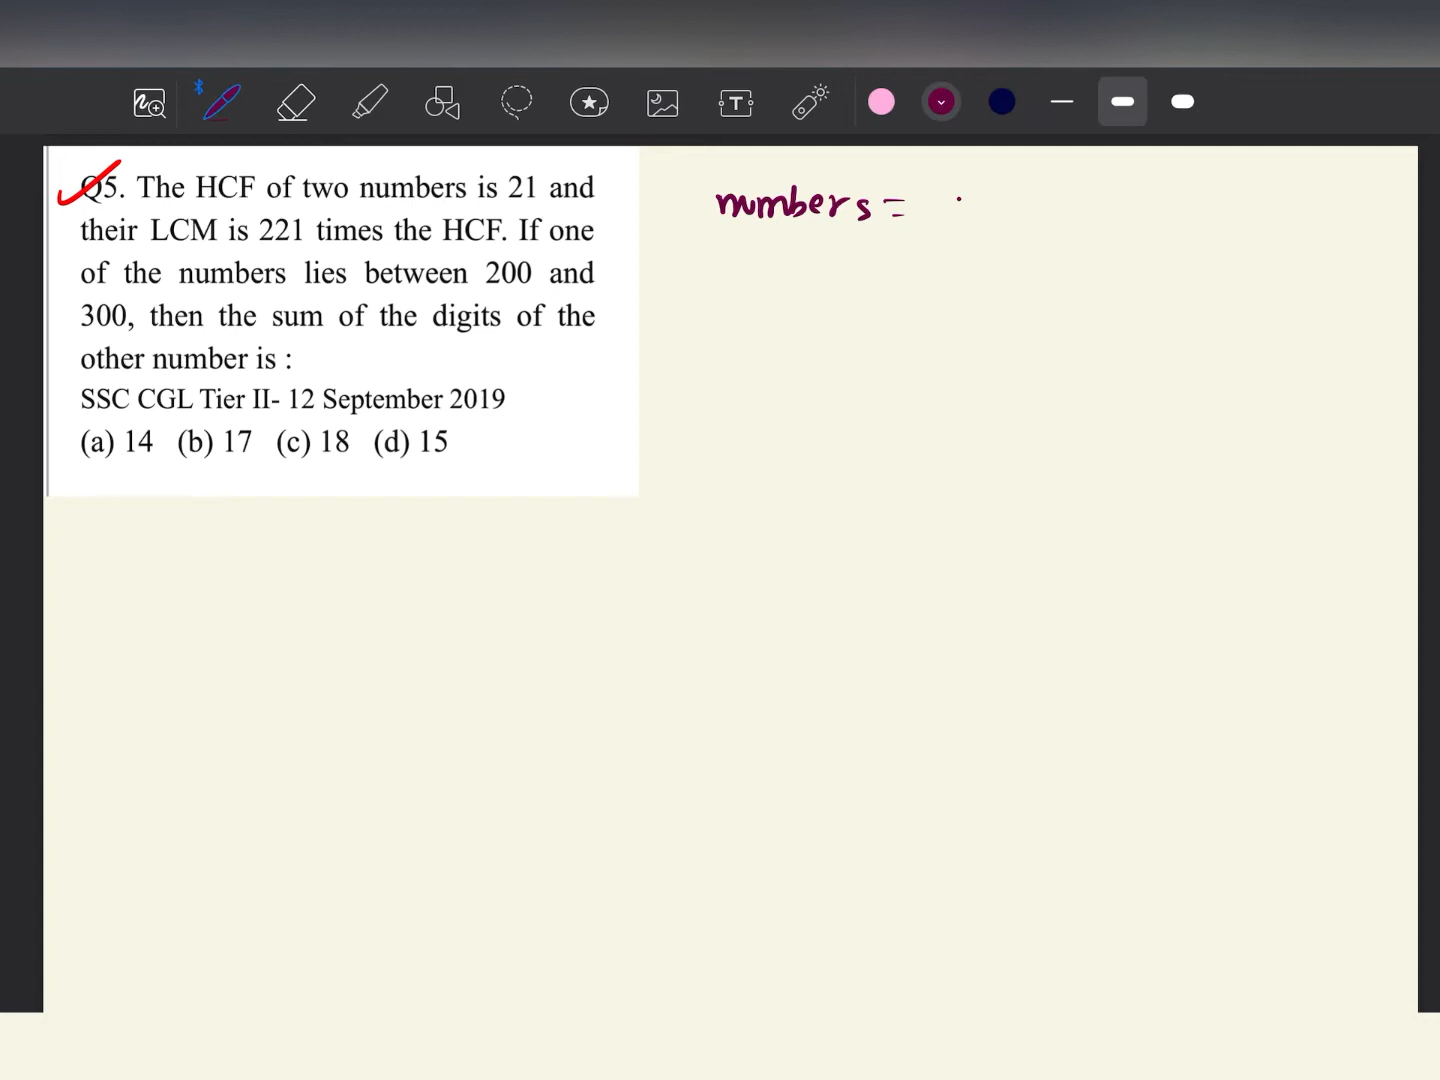 Q5. The HCF of two numbers is 21 and
their LCM is 221 times the HCF. If one
of the numbers lies between 200 and
300, then the sum of the digits of the
other number is :
SSC CGL Tier II- 12 September 2019
(a) 14 (b) 17 (c) 18 (d) 15
numbers =